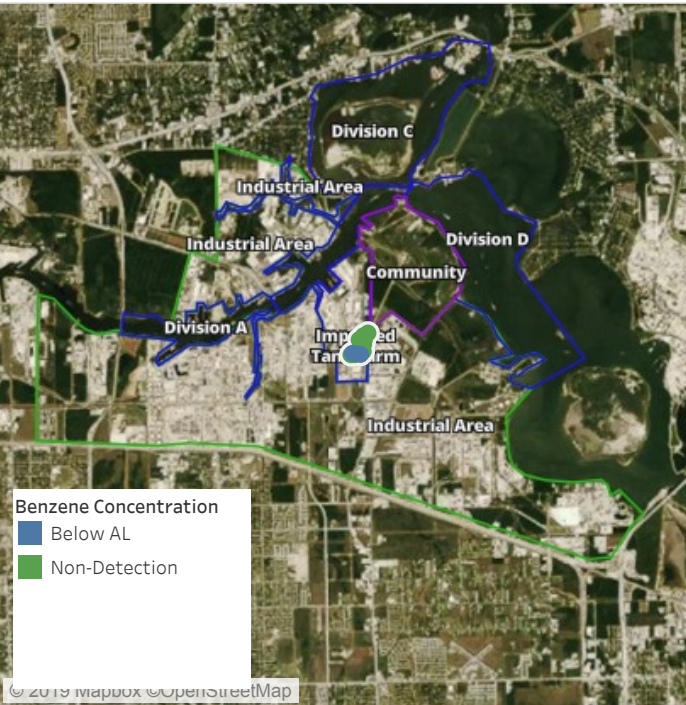 Division C
Industrial Area
Industrial Area
Division D
Community
Division A
Industrial Area
Benzene Concentration
Below AL
Non-Detection
© 2019 Mapbox ©OpenStreetMap